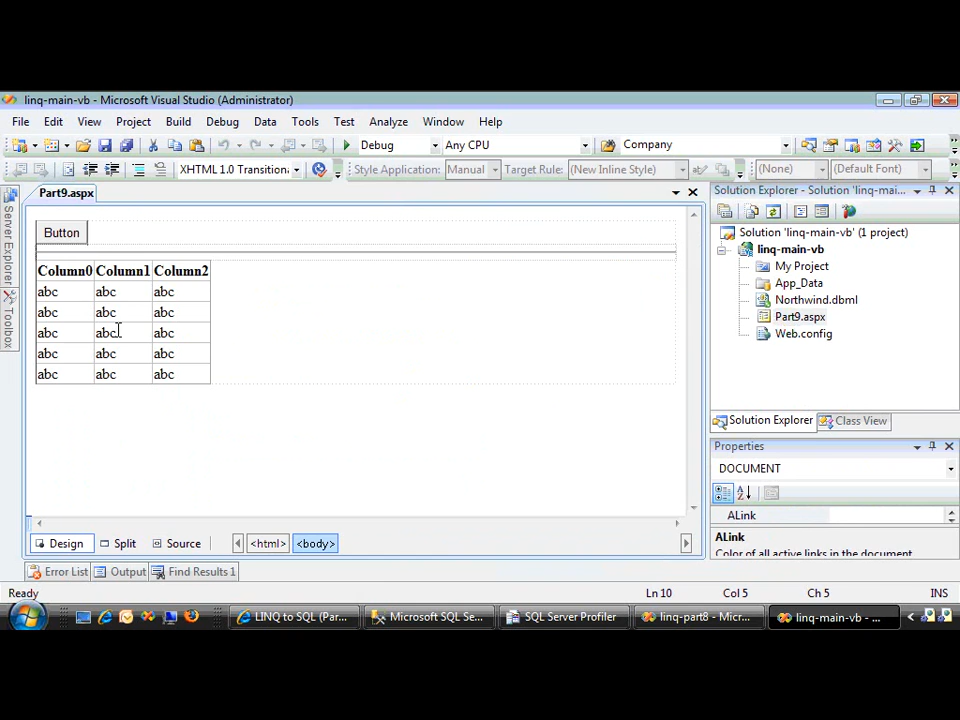 linq-main-vb - Microsoft Visual Studio (Administrator)
File Edit View Project Build Debug Data Tools Test Analyze Window Help
Debug Any CPU Company
XHTML 1.0 Transition Style Application: Manual Target Rule: (New Inline Style) (None) (Default Font)
Part9.aspx
Server Explorer
Toolbox
Button
Column0 Column1 Column2
abc abc abc
abc abc abc
abc abc abc
abc abc abc
abc abc abc
Design Split Source <html> <body>
Solution Explorer - Solution 'linq-mai...
Solution 'linq-main-vb' (1 project)
linq-main-vb
My Project
App_Data
Northwind.dbml
Part9.aspx
Web.config
Solution Explorer Class View
Properties
DOCUMENT
ALink
ALink
Color of all active links in the document
Error List Output Find Results 1
Ready Ln 10 Col 5 Ch 5 INS
LINQ to SQL (Par... Microsoft SQL Se... SQL Server Profiler linq-part8 - Micr... linq-main-vb - ...